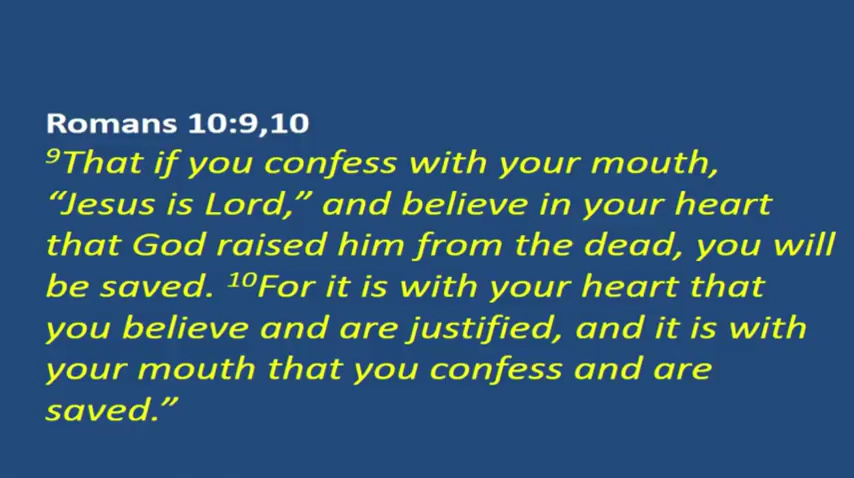 Romans 10:9,10
⁹That if you confess with your mouth,
“Jesus is Lord,” and believe in your heart
that God raised him from the dead, you will
be saved. ¹⁰For it is with your heart that
you believe and are justified, and it is with
your mouth that you confess and are
saved.”